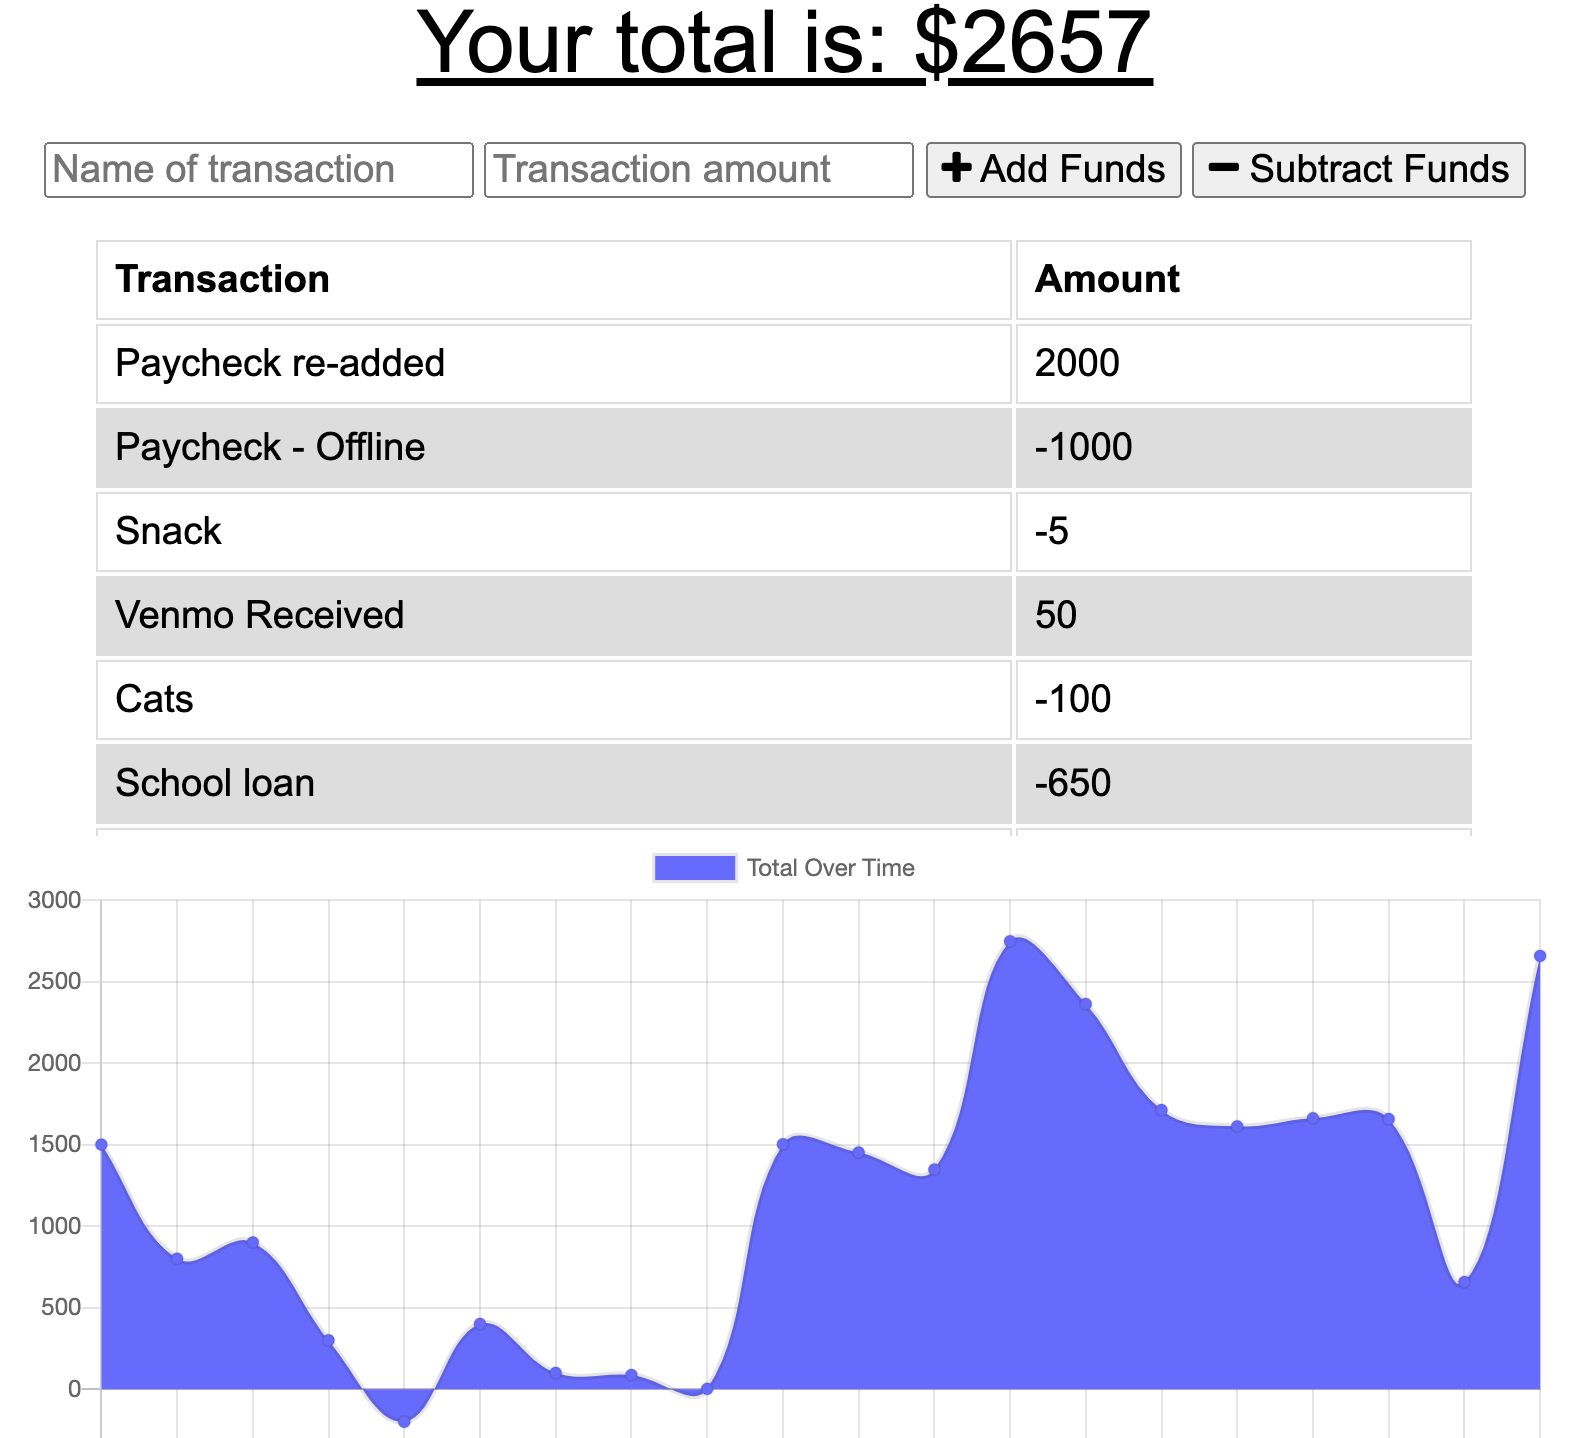 Your total is: $2657
Name of transaction Transaction amount Add Funds Subtract Funds
Transaction Amount
Paycheck re-added 2000
Paycheck - Offline -1000
Snack -5
Venmo Received 50
Cats -100
School loan -650
Total Over Time
3000
2500
2000
1500
1000
500
0